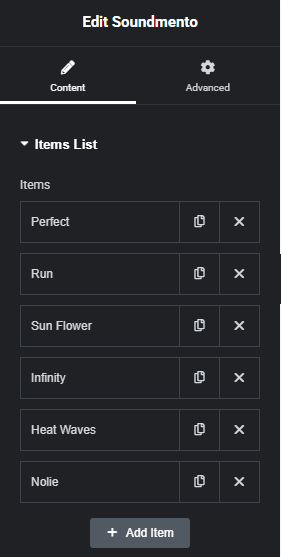 Edit Soundmento
Content Advanced
Items List
Items
Perfect
Run
Sun Flower
Infinity
Heat Waves
Nolie
+ Add Item